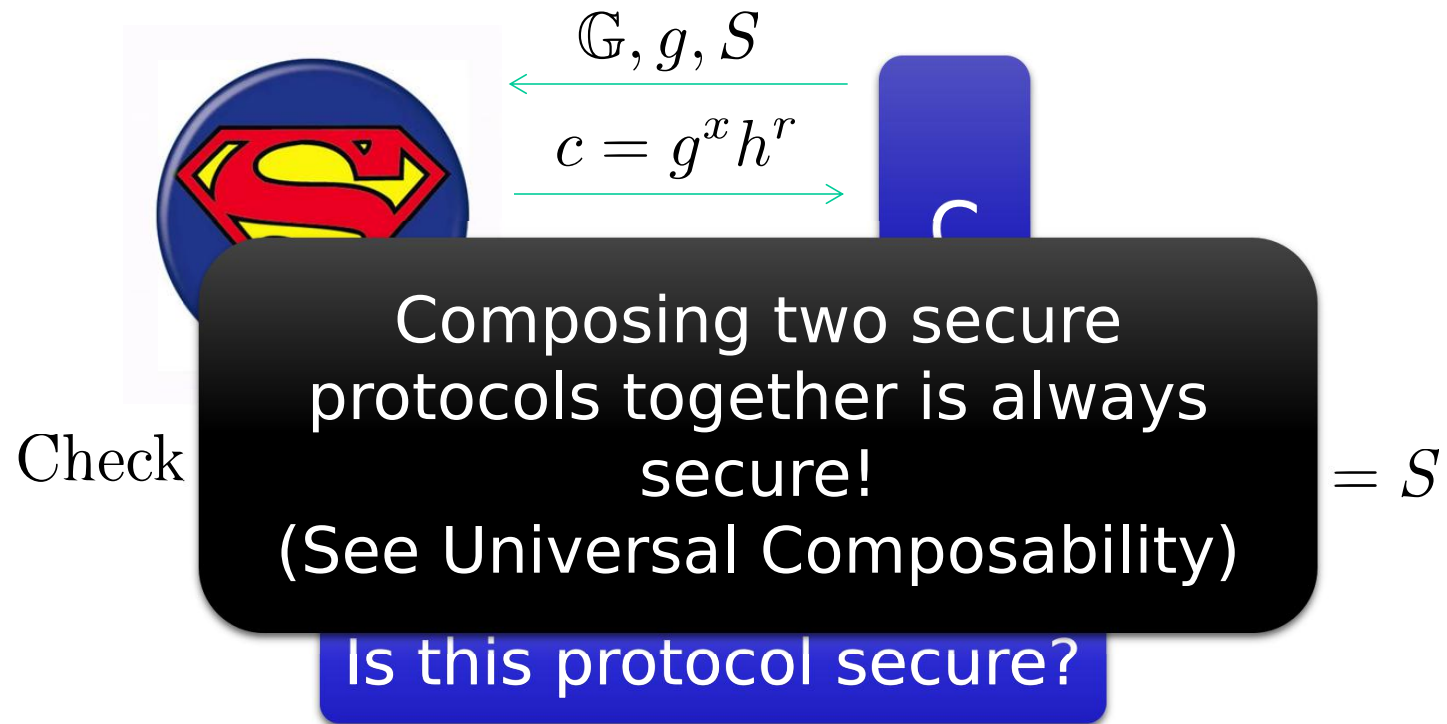 𝔾, g, S
c = g^x h^r
C
Composing two secure
protocols together is always
secure!
(See Universal Composability)
Check
= S
Is this protocol secure?